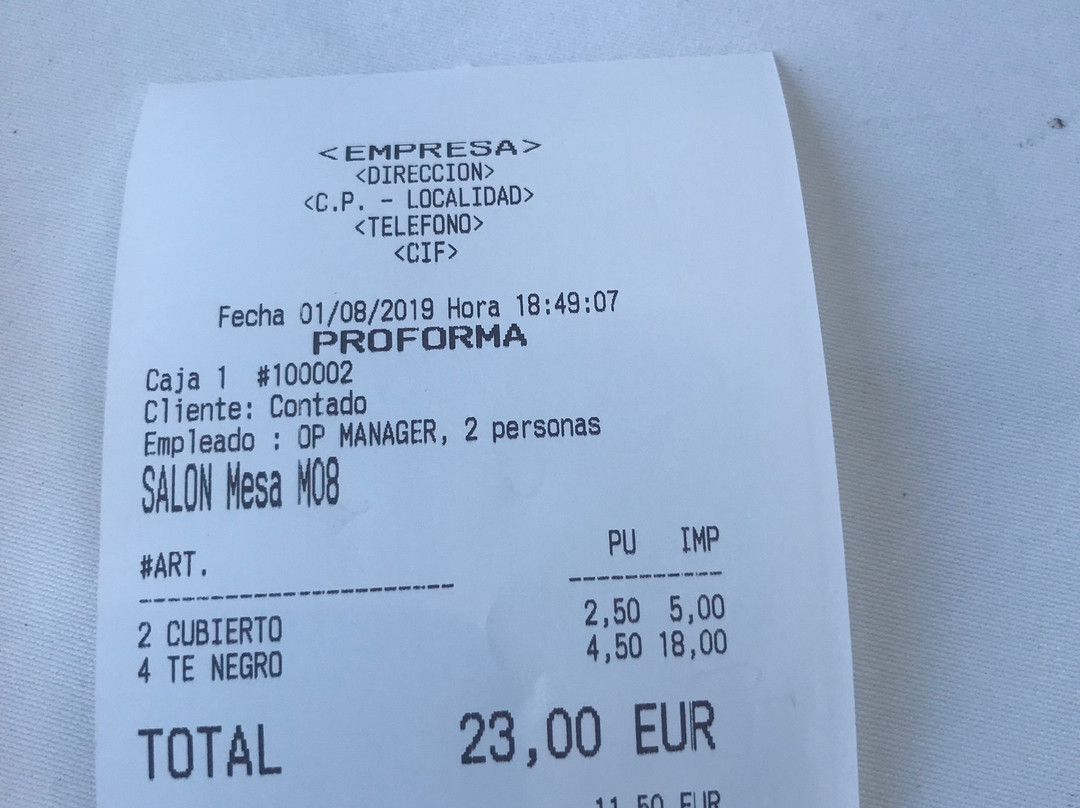 <EMPRESA>
<DIRECCION>
<C.P. - LOCALIDAD>
<TELEFONO>
<CIF>
Fecha 01/08/2019 Hora 18:49:07
PROFORMA
Caja 1 #100002
Cliente: Contado
Empleado : OP MANAGER, 2 personas
SALON Mesa M08
#ART. PU IMP
2 CUBIERTO 2,50 5,00
4 TE NEGRO 4,50 18,00
TOTAL 23,00 EUR
11,50 EUR